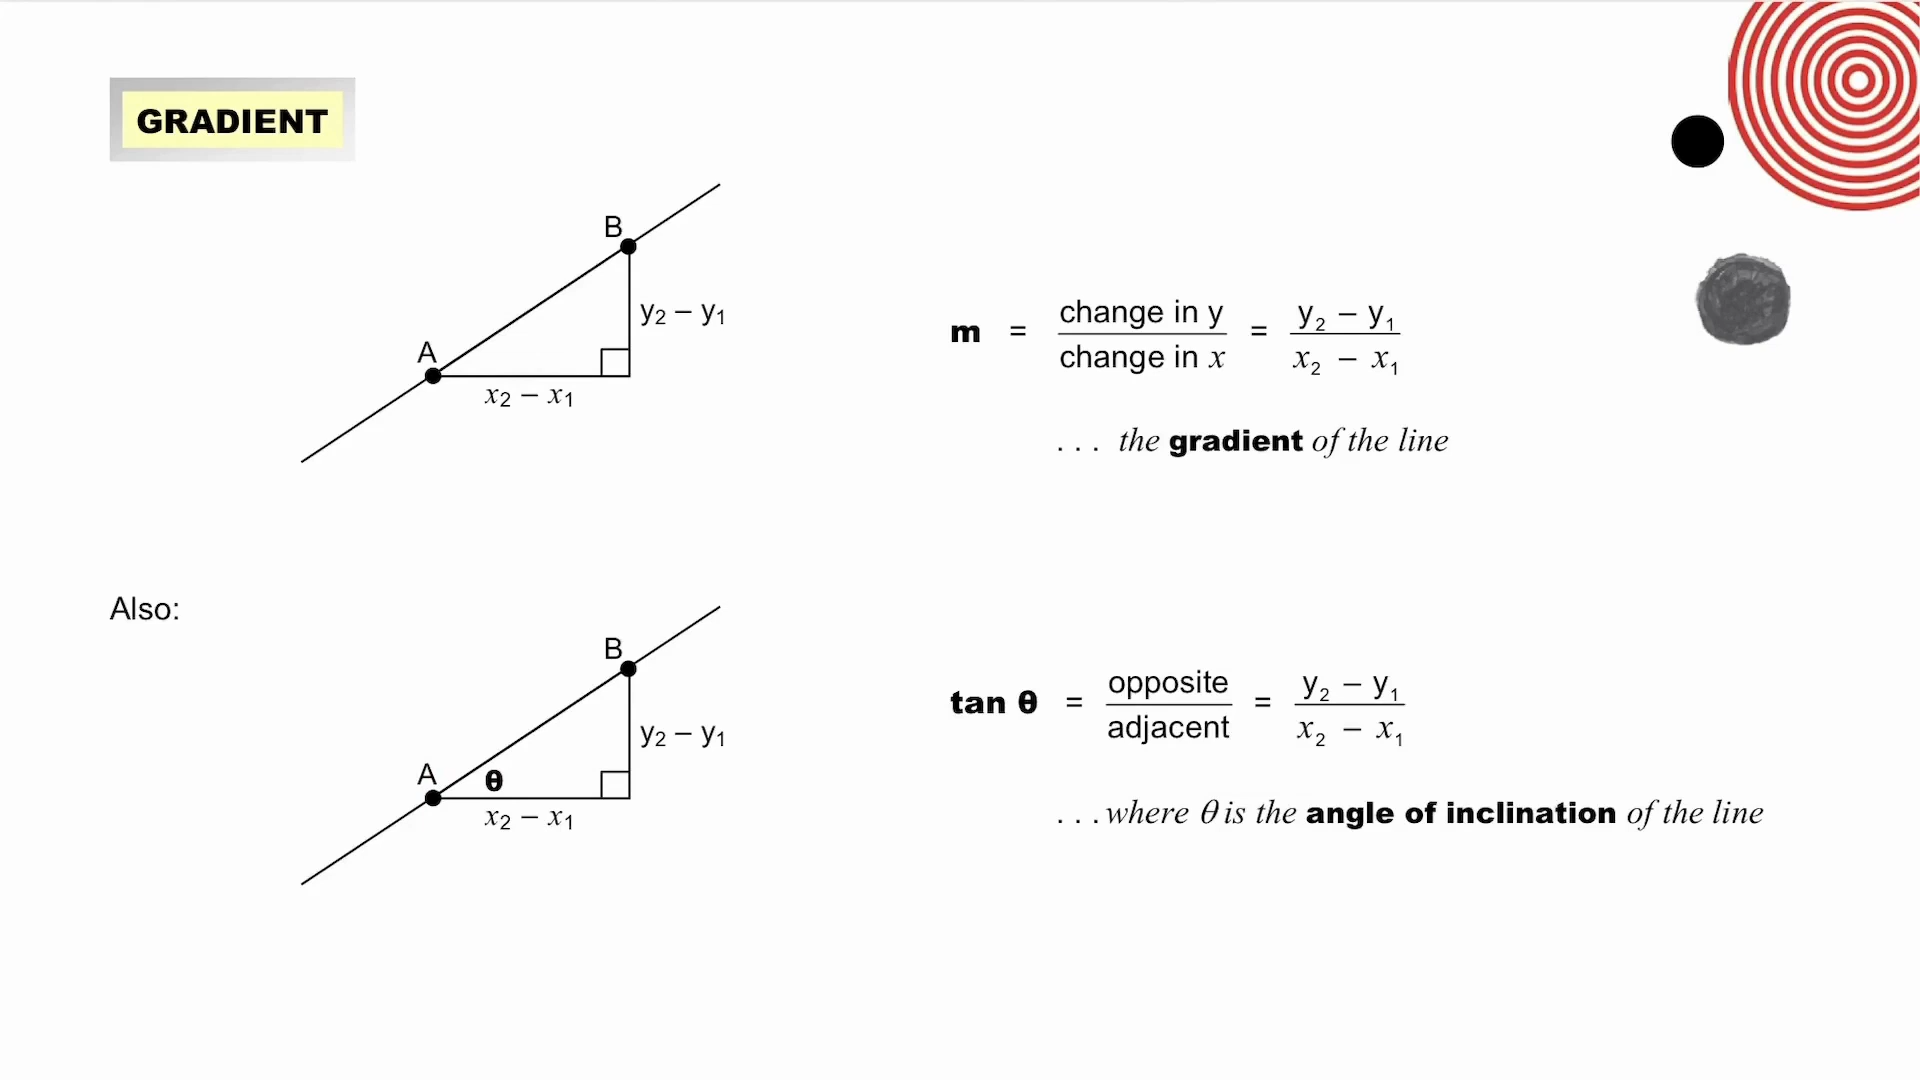 GRADIENT
B
y₂ – y₁
A
x₂ – x₁
m = change in y / change in x = y₂ – y₁ / x₂ – x₁
. . . the gradient of the line
Also:
B
y₂ – y₁
A
θ
x₂ – x₁
tan θ = opposite / adjacent = y₂ – y₁ / x₂ – x₁
. . . where θ is the angle of inclination of the line